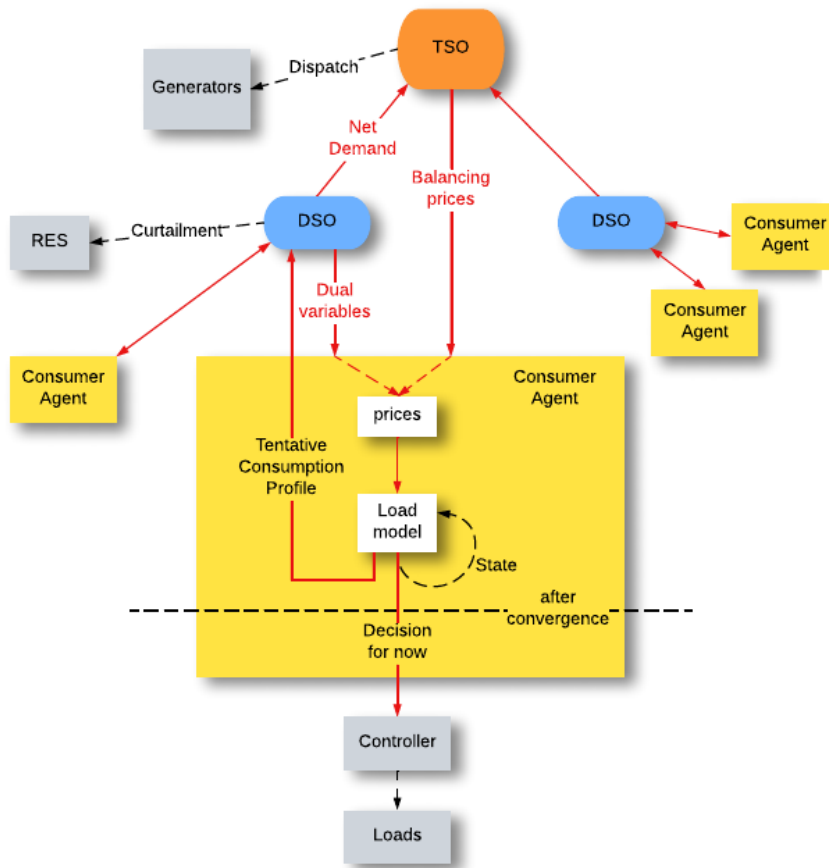 TSO
Dispatch
Generators
Net
Demand
Balancing
prices
DSO
DSO
Curtailment
RES
Consumer
Agent
Dual
variables
Consumer
Agent
Consumer
Agent
Consumer
Agent
prices
Tentative
Consumption
Profile
Load
model
State
after
convergence
Decision
for now
Controller
Loads